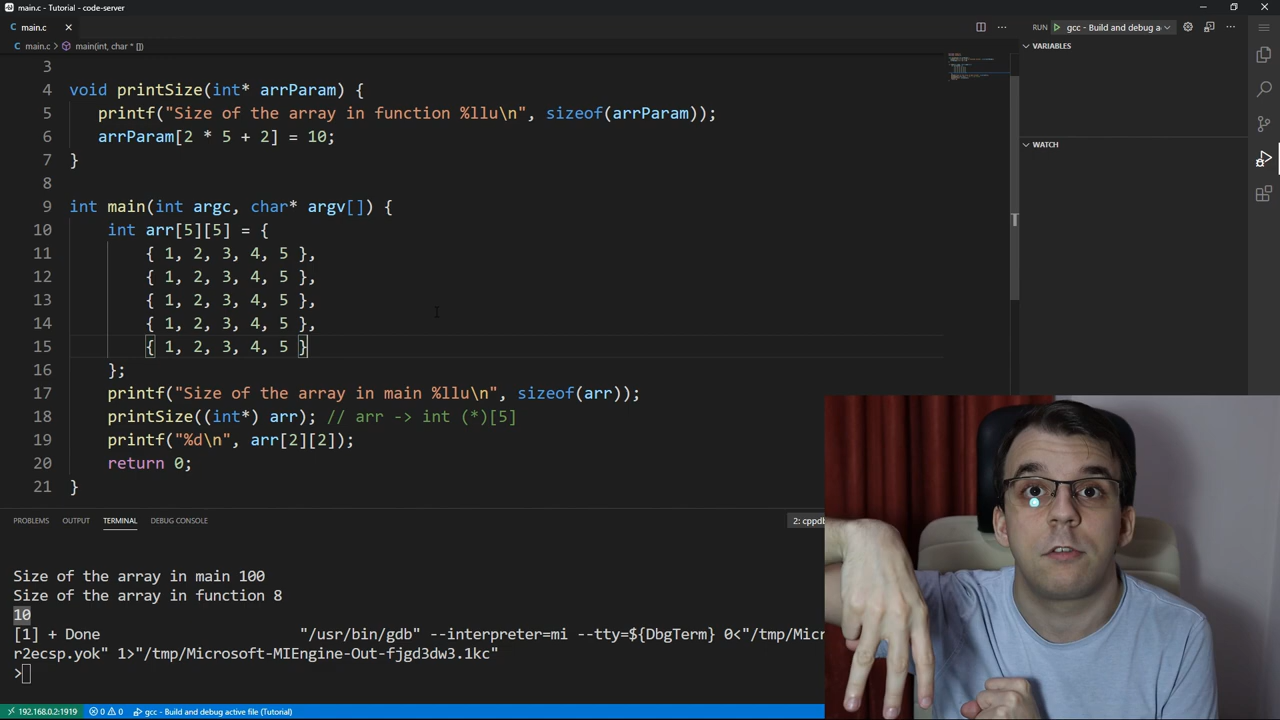 main.c - Tutorial - code-server
main.c
RUN gcc - Build and debug a
main.c > main(int, char * [])
VARIABLES
WATCH
3
4 void printSize(int* arrParam) {
5 printf("Size of the array in function %llu\n", sizeof(arrParam));
6 arrParam[2 * 5 + 2] = 10;
7 }
8
9 int main(int argc, char* argv[]) {
10 int arr[5][5] = {
11 { 1, 2, 3, 4, 5 },
12 { 1, 2, 3, 4, 5 },
13 { 1, 2, 3, 4, 5 },
14 { 1, 2, 3, 4, 5 },
15 { 1, 2, 3, 4, 5 }
16 };
17 printf("Size of the array in main %llu\n", sizeof(arr));
18 printSize((int*) arr); // arr -> int (*)[5]
19 printf("%d\n", arr[2][2]);
20 return 0;
21 }
PROBLEMS OUTPUT TERMINAL DEBUG CONSOLE 2: cppdb
Size of the array in main 100
Size of the array in function 8
10
[1] + Done "/usr/bin/gdb" --interpreter=mi --tty=${DbgTerm} 0<"/tmp/Micr
r2ecsp.yok" 1>"/tmp/Microsoft-MIEngine-Out-fjgd3dw3.1kc"
>
192.168.0.2:1919 0 0 gcc - Build and debug active file (Tutorial)